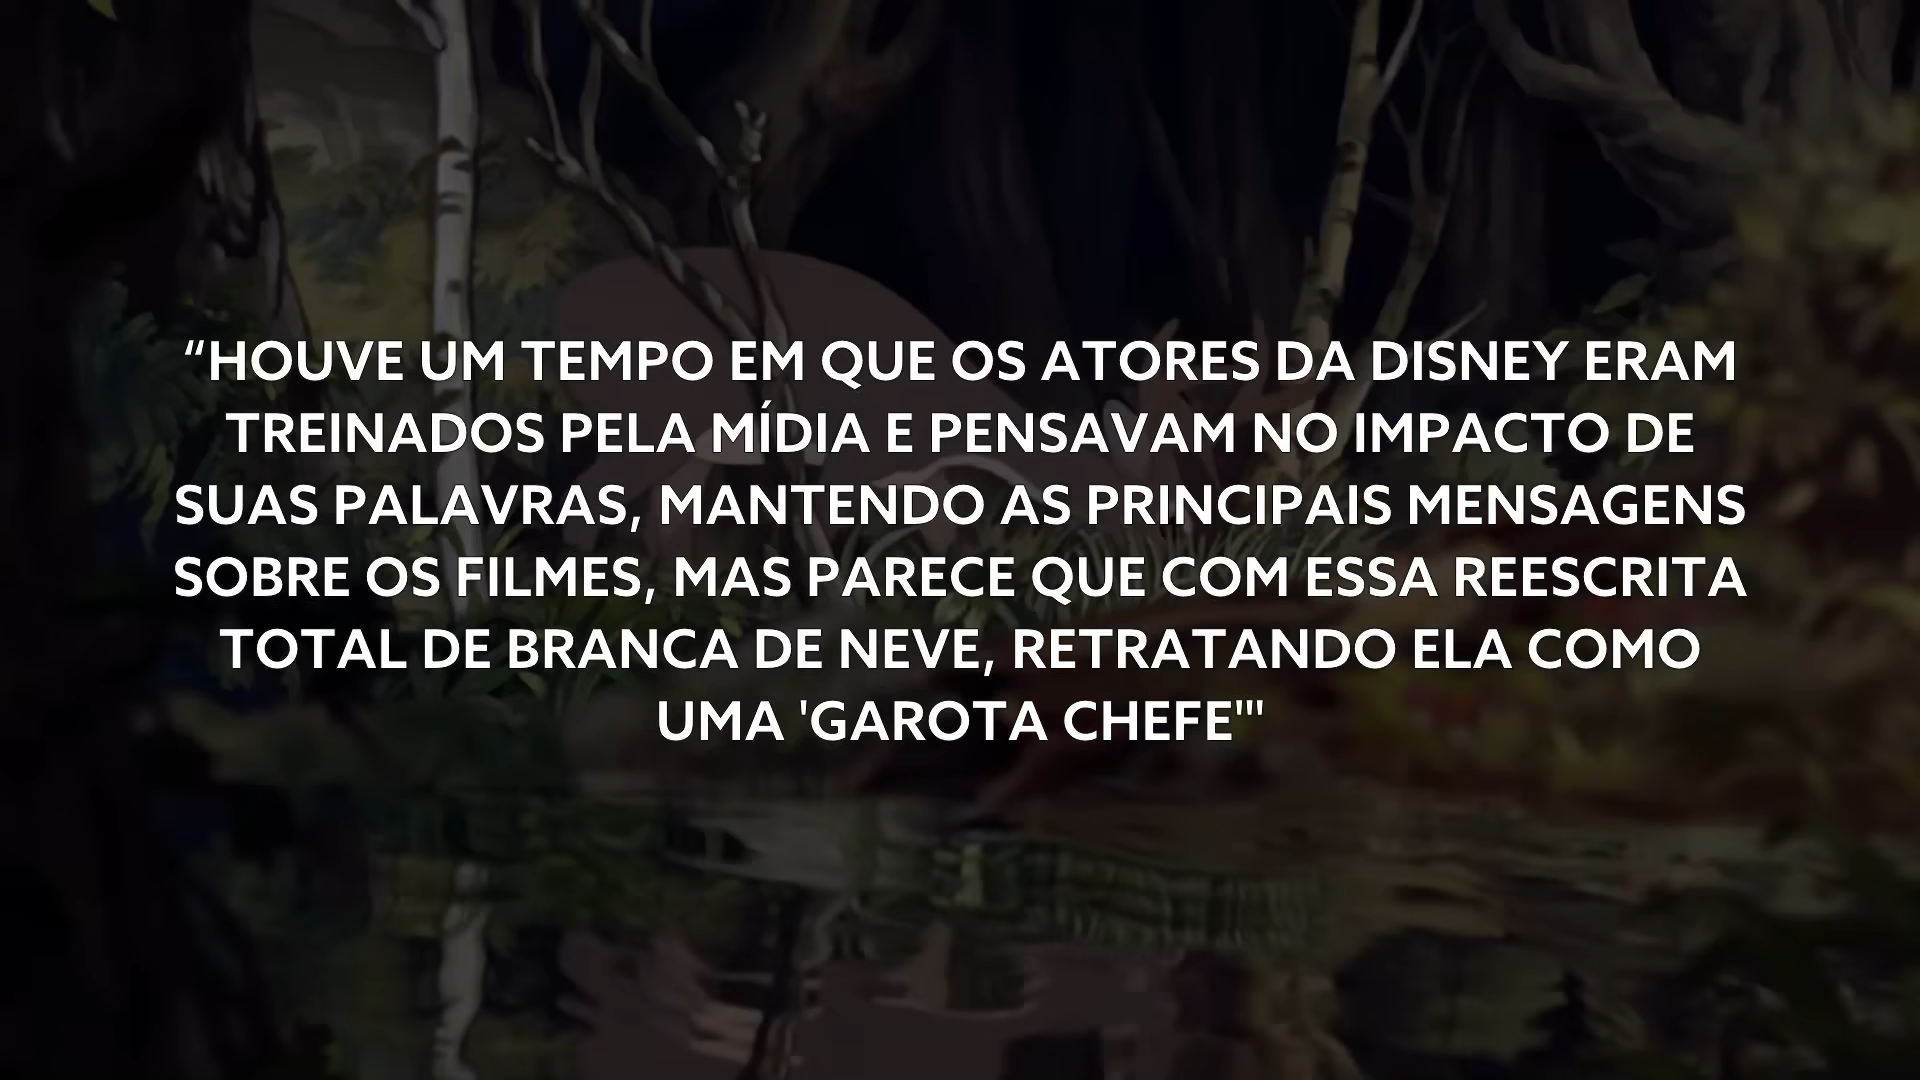 “HOUVE UM TEMPO EM QUE OS ATORES DA DISNEY ERAM
TREINADOS PELA MÍDIA E PENSAVAM NO IMPACTO DE
SUAS PALAVRAS, MANTENDO AS PRINCIPAIS MENSAGENS
SOBRE OS FILMES, MAS PARECE QUE COM ESSA REESCRITA
TOTAL DE BRANCA DE NEVE, RETRATANDO ELA COMO
UMA 'GAROTA CHEFE'"